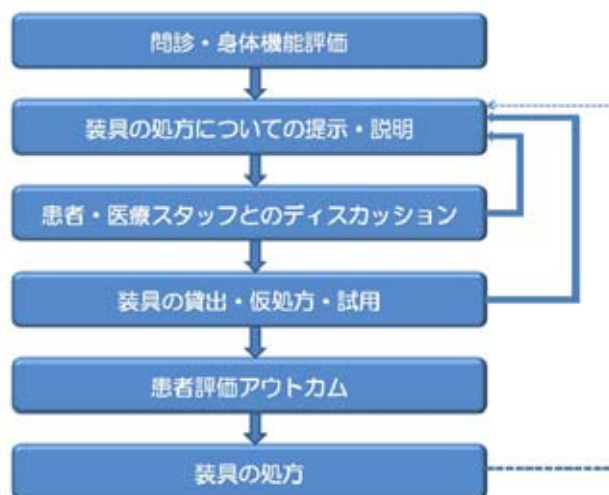 問診・身体機能評価
装具の処方についての提示・説明
患者・医療スタッフとのディスカッション
装具の貸出・仮処方・試用
患者評価アウトカム
装具の処方